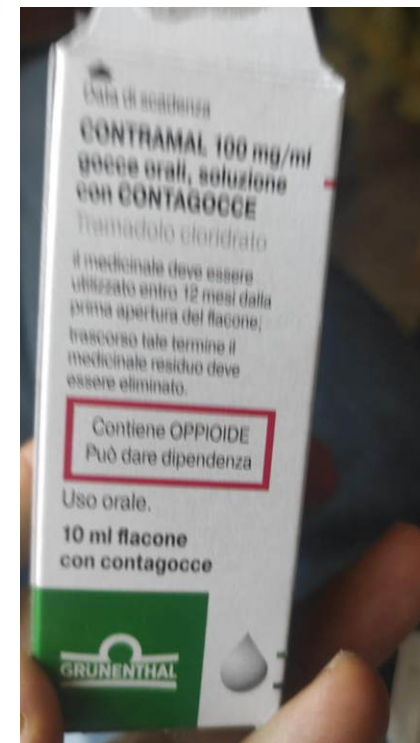 Data di scadenza
CONTRAMAL 100 mg/ml
gocce orali, soluzione
con CONTAGOCCE
Tramadolo cloridrato
il medicinale deve essere
utilizzato entro 12 mesi dalla
prima apertura del flacone;
trascorso tale termine il
medicinale residuo deve
essere eliminato.
Contiene OPPIOIDE
Può dare dipendenza
Uso orale.
10 ml flacone
con contagocce
GRÜNENTHAL